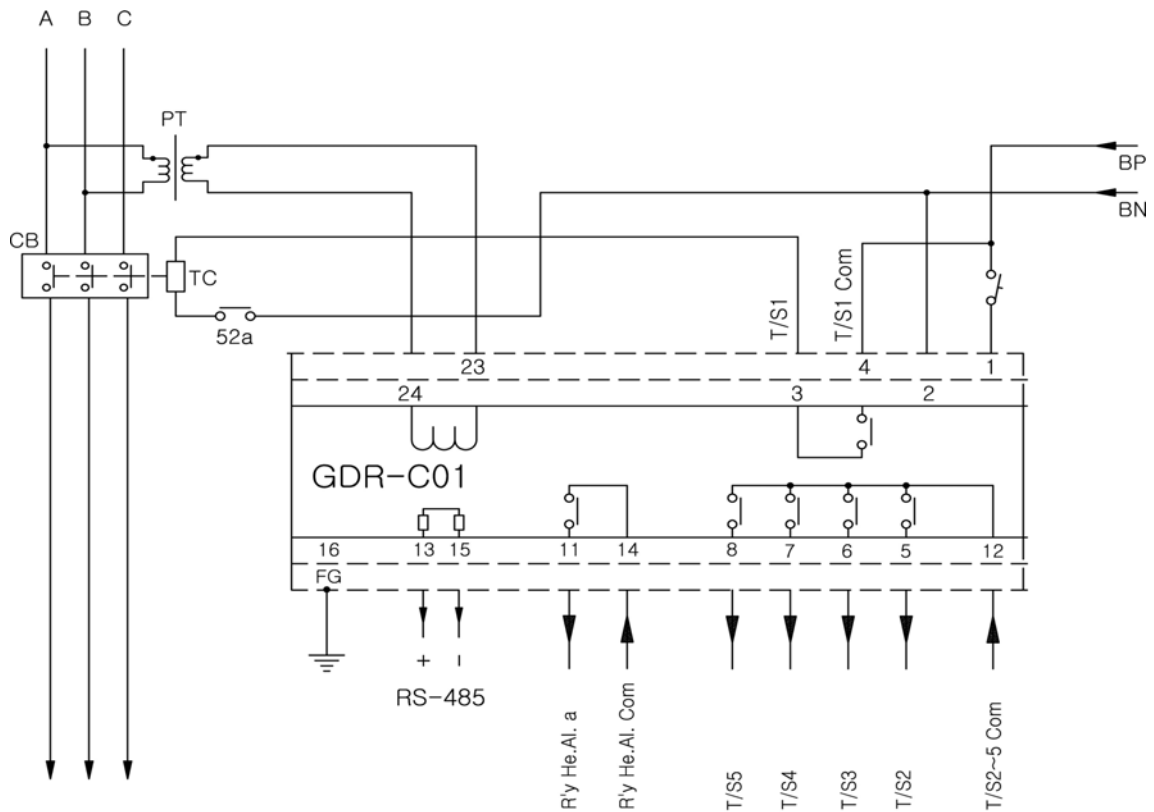 A B C
PT
BP
BN
CB
TC
52a
T/S1
T/S1 Com
23 4 1
24 3 2
GDR-C01
16 13 15 11 14 8 7 6 5 12
FG
+ −
RS-485
R'y He.Al. a
R'y He.Al. Com
T/S5
T/S4
T/S3
T/S2
T/S2~5 Com